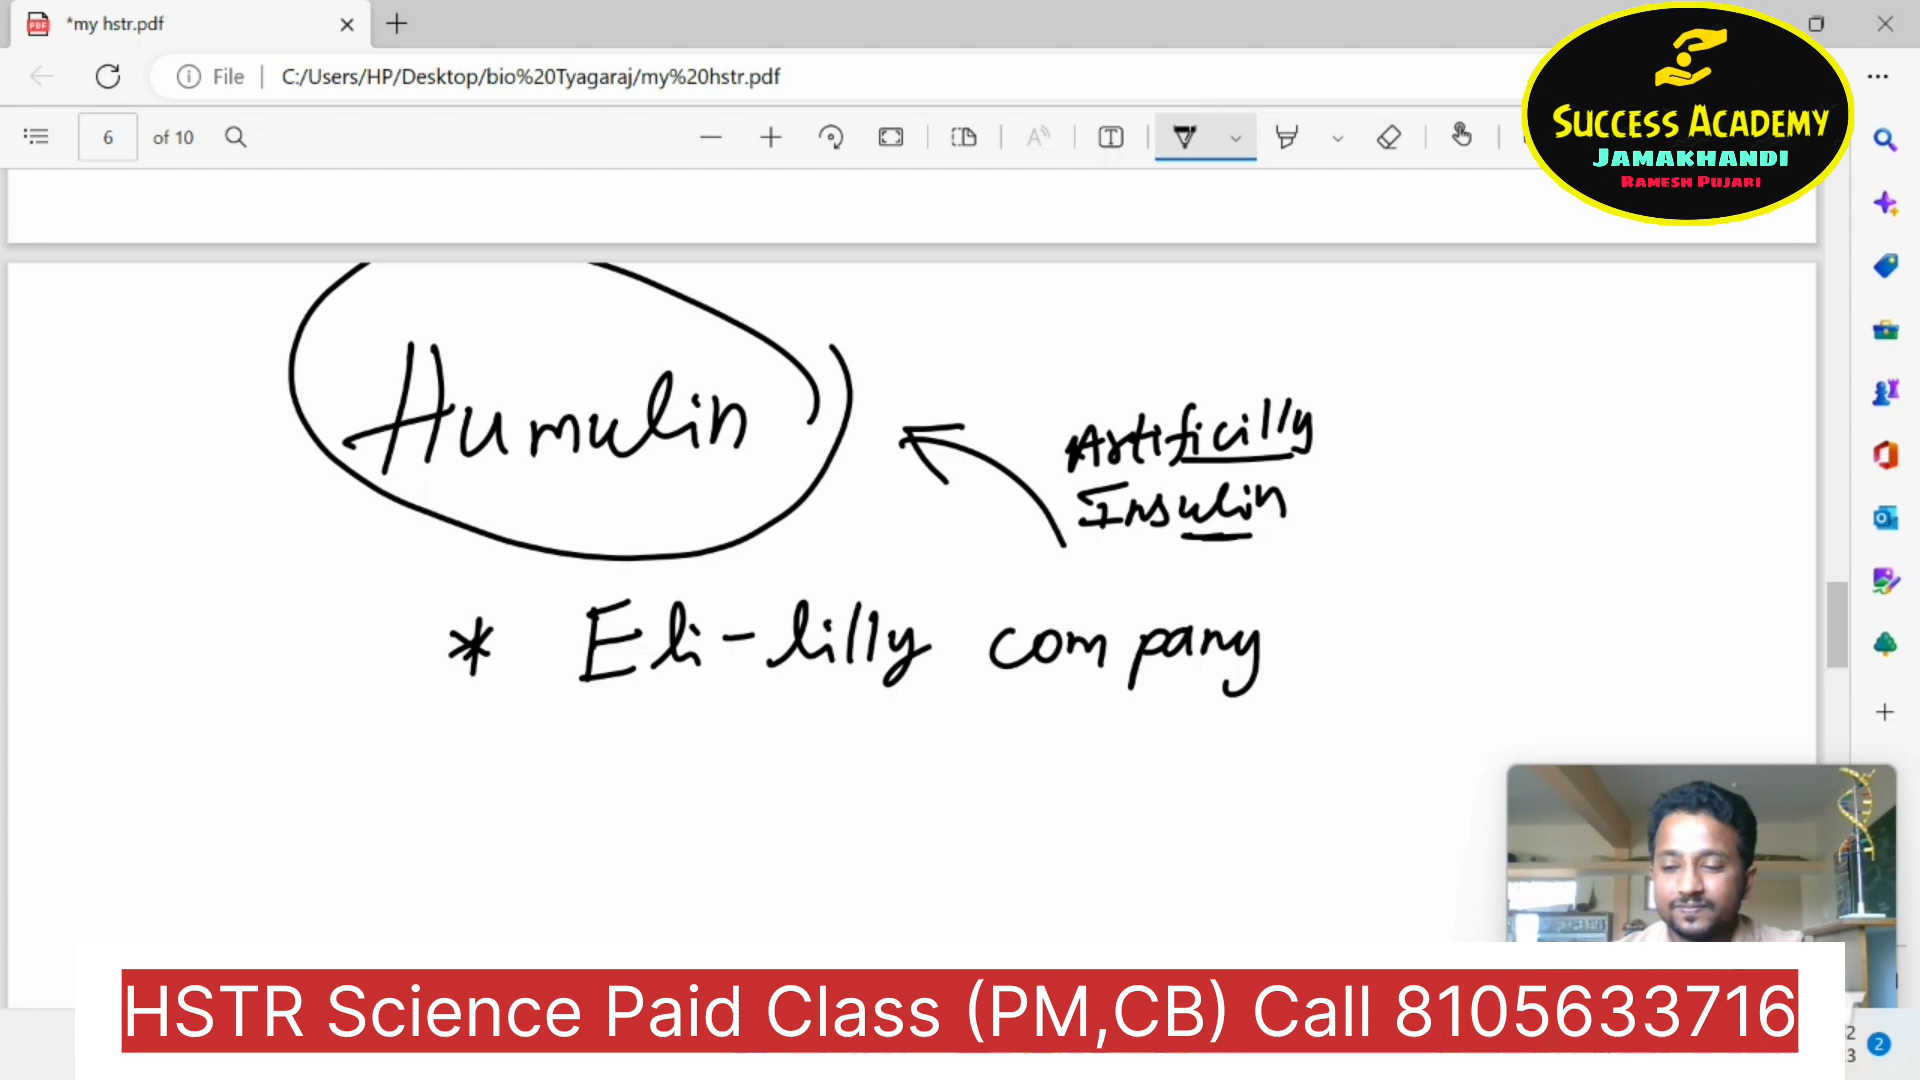 *my hstr.pdf
File
C:/Users/HP/Desktop/bio%20Tyagaraj/my%20hstr.pdf
6
of 10
SUCCESS ACADEMY
JAMAKHANDI
RAMESH PUJARI
Humulin
Artificilly
Insulin
* Eli-lilly company
HSTR Science Paid Class (PM,CB) Call 8105633716
2